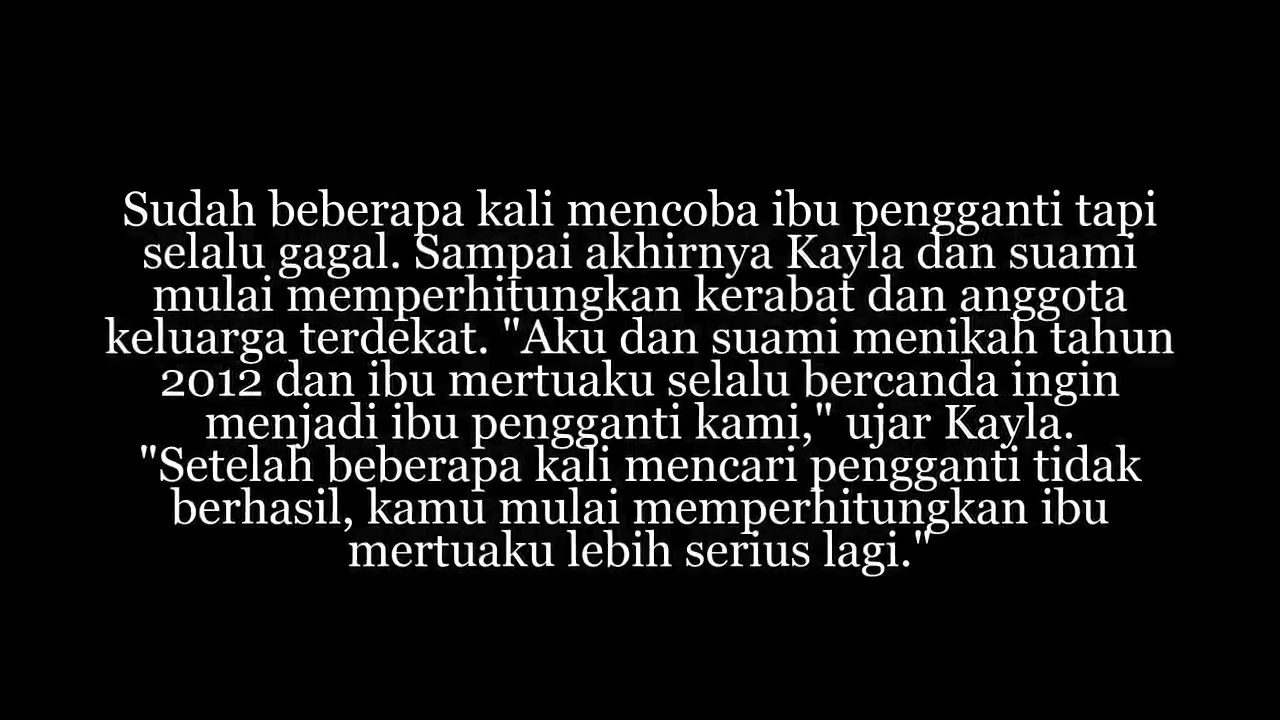 Sudah beberapa kali mencoba ibu pengganti tapi
selalu gagal. Sampai akhirnya Kayla dan suami
mulai memperhitungkan kerabat dan anggota
keluarga terdekat. "Aku dan suami menikah tahun
2012 dan ibu mertuaku selalu bercanda ingin
menjadi ibu pengganti kami," ujar Kayla.
"Setelah beberapa kali mencari pengganti tidak
berhasil, kamu mulai memperhitungkan ibu
mertuaku lebih serius lagi."